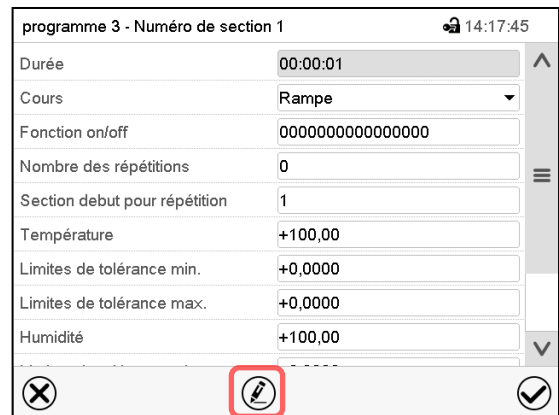 programme 3 - Numéro de section 1 14:17:45
Durée 00:00:01
Cours Rampe
Fonction on/off 0000000000000000
Nombre des répétitions 0
Section debut pour répétition 1
Température +100,00
Limites de tolérance min. +0,0000
Limites de tolérance max. +0,0000
Humidité +100,00